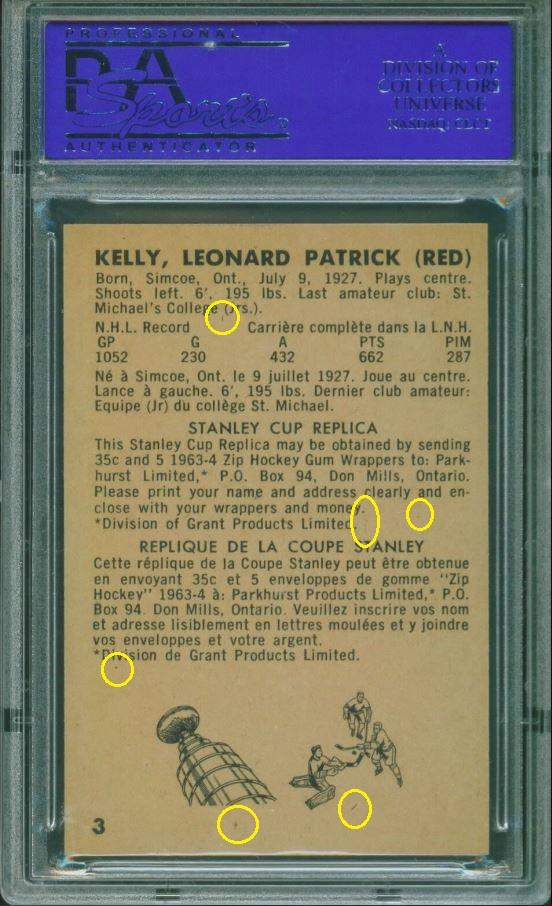 PROFESSIONAL
PSA
Sports
AUTHENTICATOR
A
DIVISION OF
COLLECTORS
UNIVERSE
NASDAQ: CLCT
KELLY, LEONARD PATRICK (RED)
Born, Simcoe, Ont., July 9, 1927. Plays centre.
Shoots left. 6', 195 lbs. Last amateur club: St.
Michael's College (Jrs.).
N.H.L. Record Carrière complète dans la L.N.H.
GP G A PTS PIM
1052 230 432 662 287
Né à Simcoe, Ont. le 9 juillet 1927. Joue au centre.
Lance à gauche. 6', 195 lbs. Dernier club amateur:
Equipe (Jr) du collège St. Michael.
STANLEY CUP REPLICA
This Stanley Cup Replica may be obtained by sending
35c and 5 1963-4 Zip Hockey Gum Wrappers to: Park-
hurst Limited,* P.O. Box 94, Don Mills, Ontario.
Please print your name and address clearly and en-
close with your wrappers and money.
*Division of Grant Products Limited.
REPLIQUE DE LA COUPE STANLEY
Cette réplique de la Coupe Stanley peut être obtenue
en envoyant 35c et 5 enveloppes de gomme "Zip
Hockey" 1963-4 à: Parkhurst Products Limited,* P.O.
Box 94. Don Mills, Ontario. Veuillez inscrire vos nom
et adresse lisiblement en lettres moulées et y joindre
vos enveloppes et votre argent.
*Division de Grant Products Limited.
3